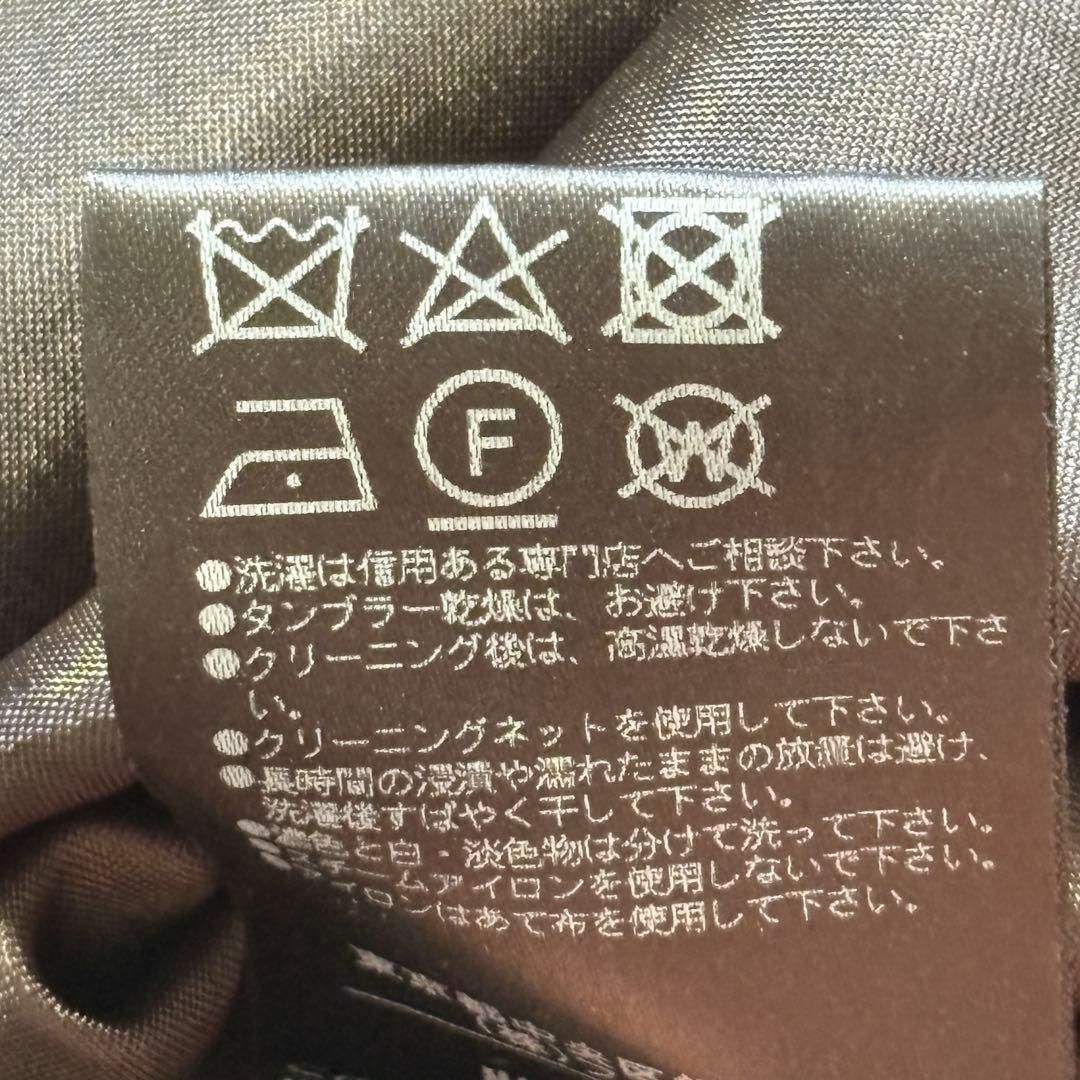 F
W
●洗濯は信用ある専門店へご相談下さい。
●タンブラー乾燥は、お避け下さい。
●クリーニング後は、高温乾燥しないで下さ
い。
●クリーニングネットを使用して下さい。
●長時間の浸漬や濡れたままの放置は避け、
洗濯後すばやく干して下さい。
と白・淡色物は分けて洗って下さい。
ームアイロンを使用しないで下さい。
イロンはあて布を使用して下さい。